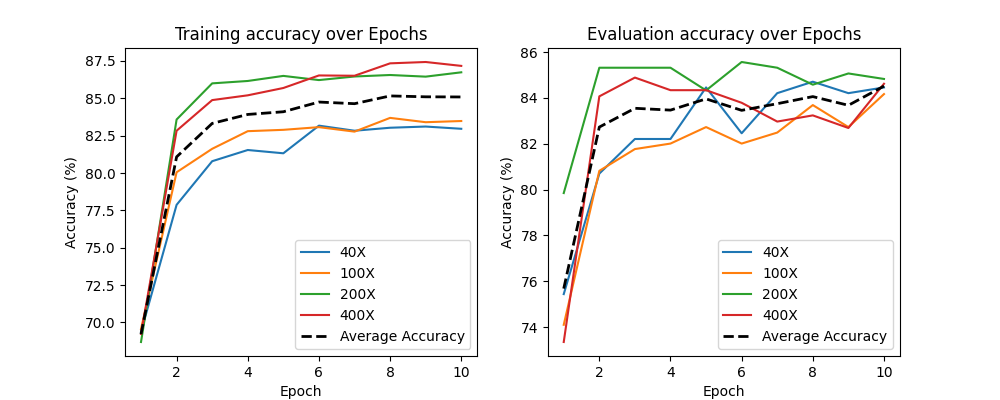 Training accuracy over Epochs
Accuracy (%)
87.5
85.0
82.5
80.0
77.5
75.0
72.5
70.0
2 4 6 8 10
Epoch
40X
100X
200X
400X
Average Accuracy
Evaluation accuracy over Epochs
Accuracy (%)
86
84
82
80
78
76
74
2 4 6 8 10
Epoch
40X
100X
200X
400X
Average Accuracy